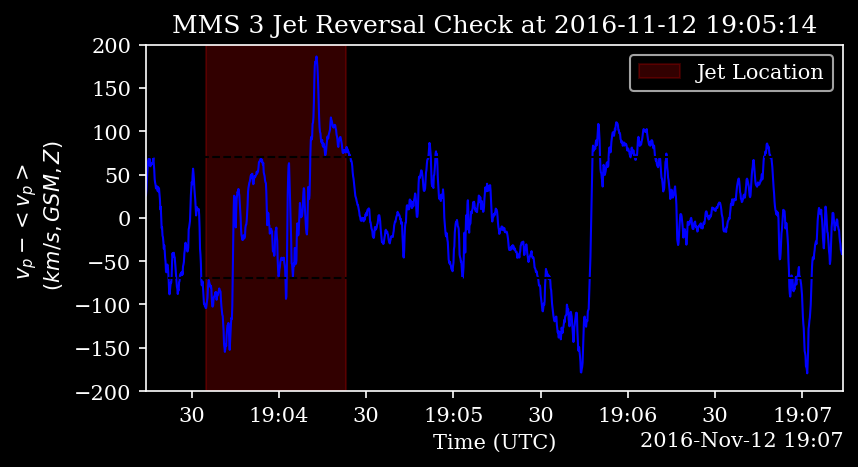 MMS 3 Jet Reversal Check at 2016-11-12 19:05:14
Jet Location
200
150
100
50
0
−50
−100
−150
−200
v_p − <v_p>
(km/s, GSM, Z)
30 19:04 30 19:05 30 19:06 30 19:07
Time (UTC)
2016-Nov-12 19:07